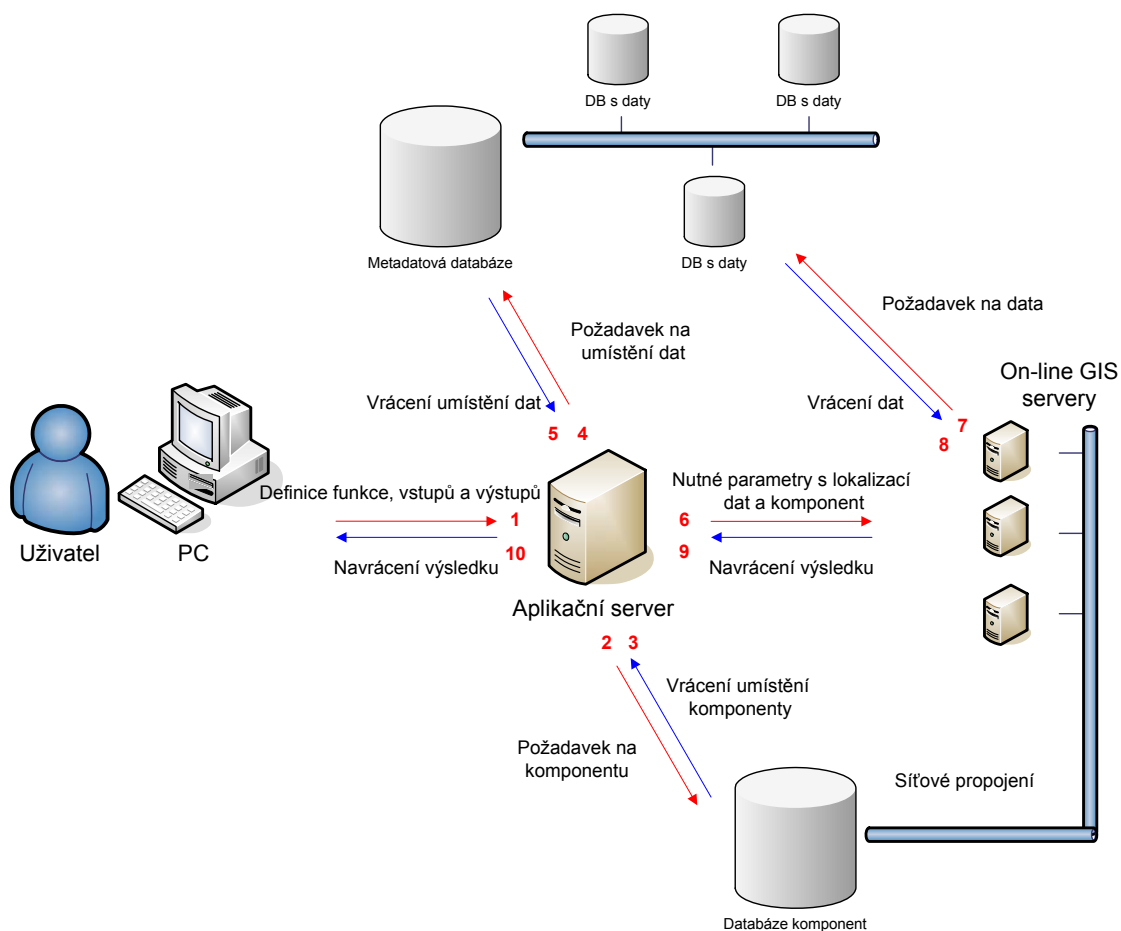 DB s daty
DB s daty
Metadatová databáze
DB s daty
Požadavek na data
Požadavek na
umístění dat
On-line GIS
servery
Vrácení umístění dat
Vrácení dat
5 4
7
8
Definice funkce, vstupů a výstupů
Nutné parametry s lokalizací
dat a komponent
1
6
10
9
Uživatel
PC
Navrácení výsledku
Navrácení výsledku
Aplikační server
2 3
Vrácení umístění
komponenty
Požadavek na
komponentu
Síťové propojení
Databáze komponent